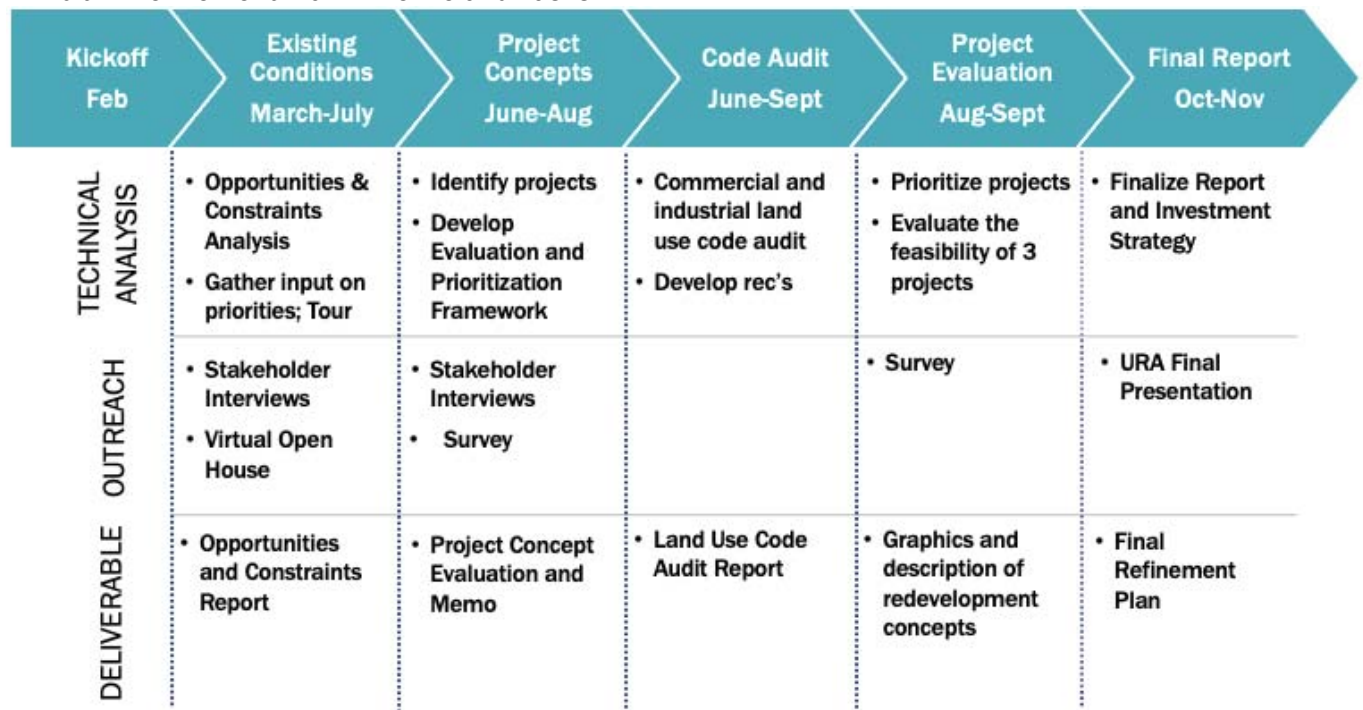 Kickoff
Feb
Existing
Conditions
March-July
Project
Concepts
June-Aug
Code Audit
June-Sept
Project
Evaluation
Aug-Sept
Final Report
Oct-Nov
TECHNICAL
ANALYSIS
• Opportunities &
Constraints
Analysis
• Gather input on
priorities; Tour
• Identify projects
• Develop
Evaluation and
Prioritization
Framework
• Commercial and
industrial land
use code audit
• Develop rec's
• Prioritize projects
• Evaluate the
feasibility of 3
projects
• Finalize Report
and Investment
Strategy
OUTREACH
• Stakeholder
Interviews
• Virtual Open
House
• Stakeholder
Interviews
• Survey
• Survey
• URA Final
Presentation
DELIVERABLE
• Opportunities
and Constraints
Report
• Project Concept
Evaluation and
Memo
• Land Use Code
Audit Report
• Graphics and
description of
redevelopment
concepts
• Final
Refinement
Plan